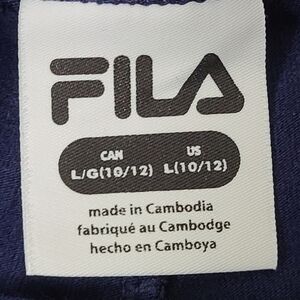 FILA
CAN US
L/G(10/12) L(10/12)
made in Cambodia
fabriqué au Cambodge
hecho en Camboya